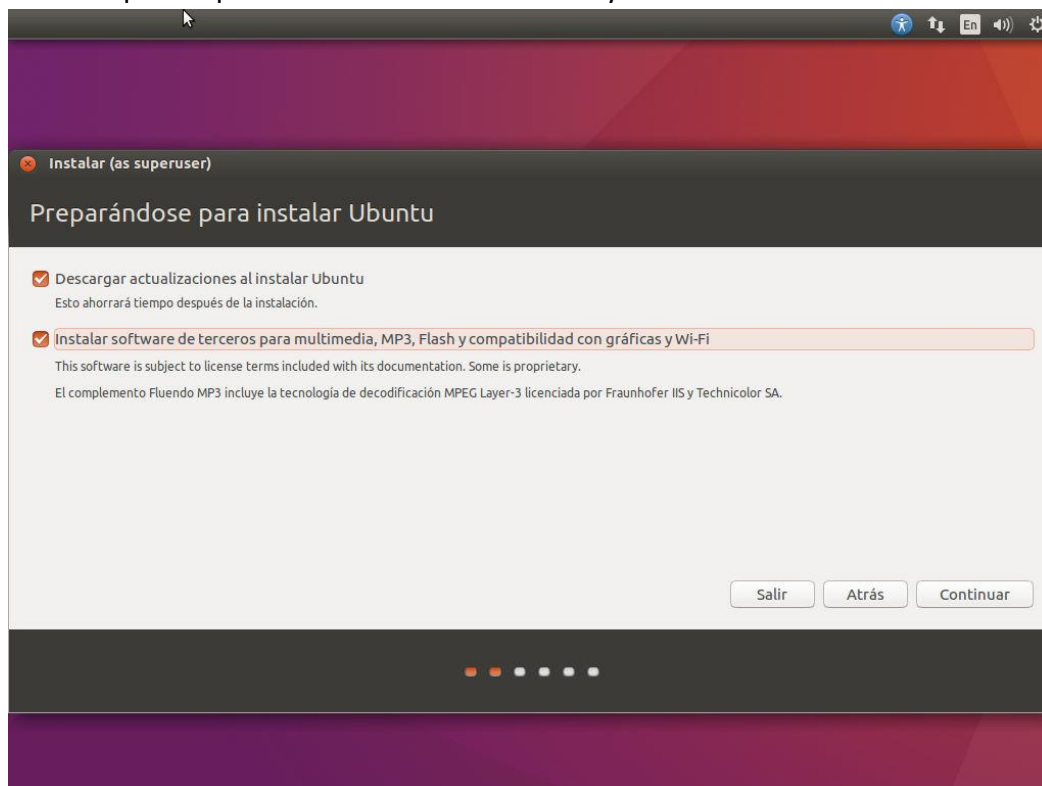 En
Instalar (as superuser)
Preparándose para instalar Ubuntu
Descargar actualizaciones al instalar Ubuntu
Esto ahorrará tiempo después de la instalación.
Instalar software de terceros para multimedia, MP3, Flash y compatibilidad con gráficas y Wi-Fi
This software is subject to license terms included with its documentation. Some is proprietary.
El complemento Fluendo MP3 incluye la tecnología de decodificación MPEG Layer-3 licenciada por Fraunhofer IIS y Technicolor SA.
Salir Atrás Continuar